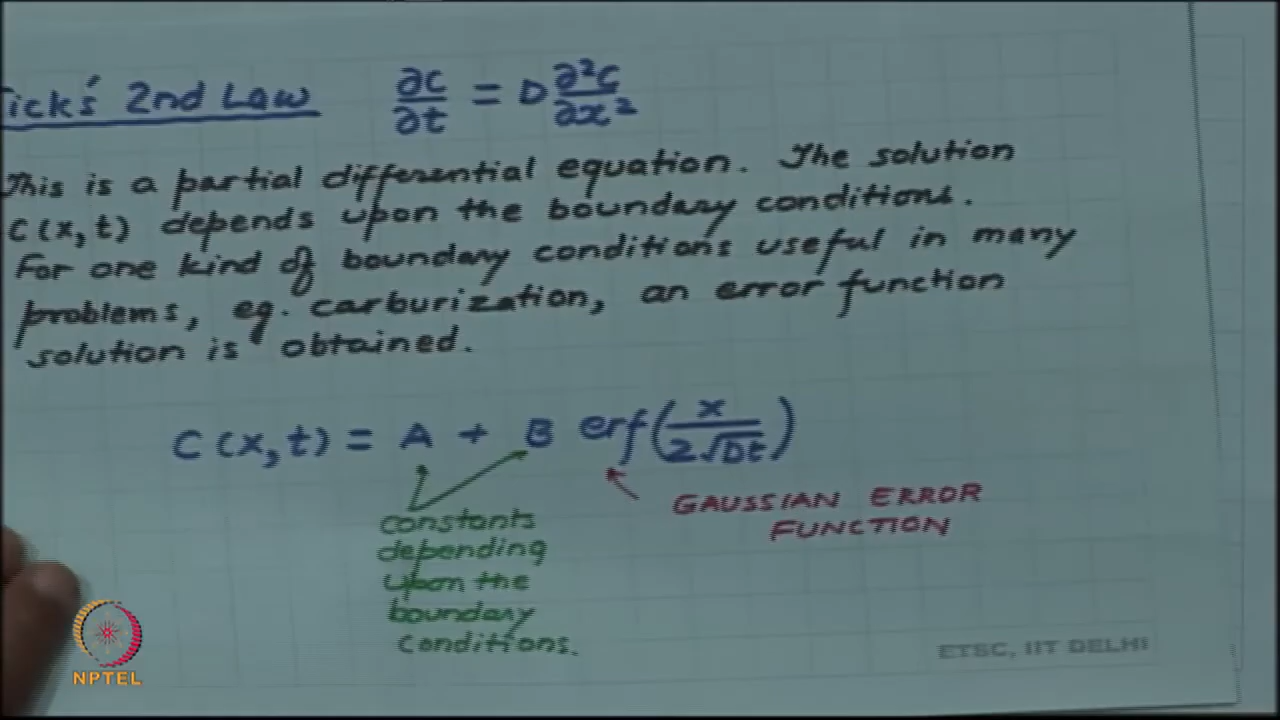 icks' 2nd Law ∂C/∂t = D ∂²C/∂x²
This is a partial differential equation. The solution
C(x,t) depends upon the boundary conditions.
For one kind of boundary conditions useful in many
problems, eg. carburization, an error function
solution is obtained.
C(x,t) = A + B erf(x/2√Dt)
constants
depending
upon the
boundary
conditions.
GAUSSIAN ERROR
FUNCTION
ETSC, IIT DELHI
NPTEL